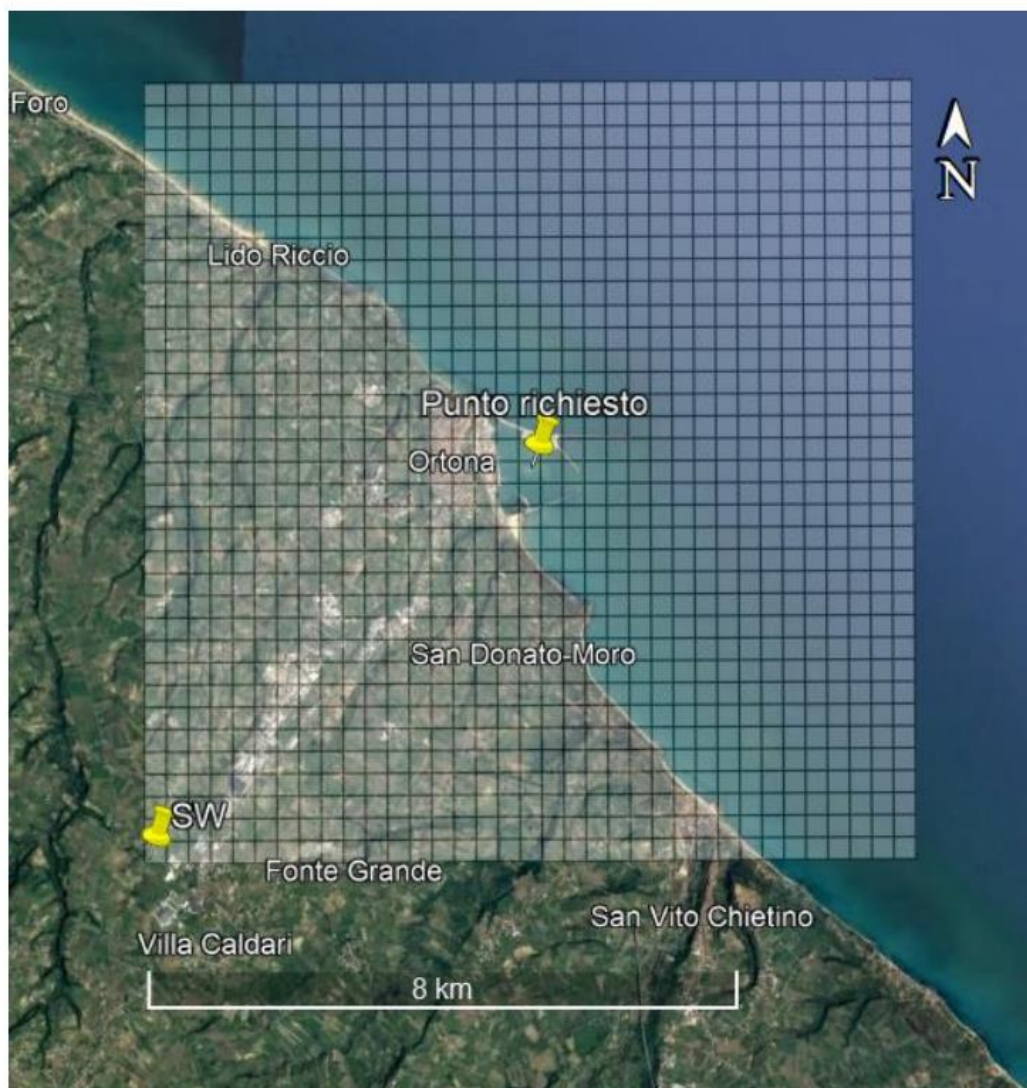 Foro
N
Lido Riccio
Punto richiesto
Ortona
San Donato-Moro
SW
Fonte Grande
San Vito Chietino
Villa Caldari
8 km